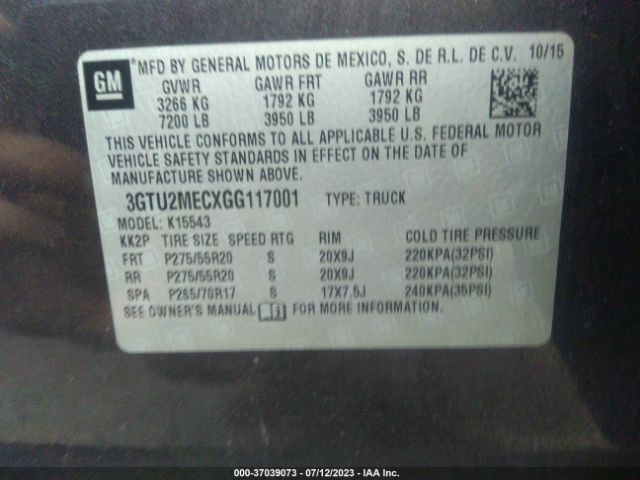 GM
MFD BY GENERAL MOTORS DE MEXICO, S. DE R.L. DE C.V. 10/15
GVWR GAWR FRT GAWR RR
3266 KG 1792 KG 1792 KG
7200 LB 3950 LB 3950 LB
THIS VEHICLE CONFORMS TO ALL APPLICABLE U.S. FEDERAL MOTOR
VEHICLE SAFETY STANDARDS IN EFFECT ON THE DATE OF
MANUFACTURE SHOWN ABOVE.
3GTU2MECXGG117001 TYPE: TRUCK
MODEL: K15543
KK2P TIRE SIZE SPEED RTG RIM COLD TIRE PRESSURE
FRT P275/55R20 S 20X9J 220KPA(32PSI)
RR P275/55R20 S 20X9J 220KPA(32PSI)
SPA P265/70R17 S 17X7.5J 240KPA(35PSI)
SEE OWNER'S MANUAL FOR MORE INFORMATION.
000-37039073 - 07/12/2023 - IAA Inc.